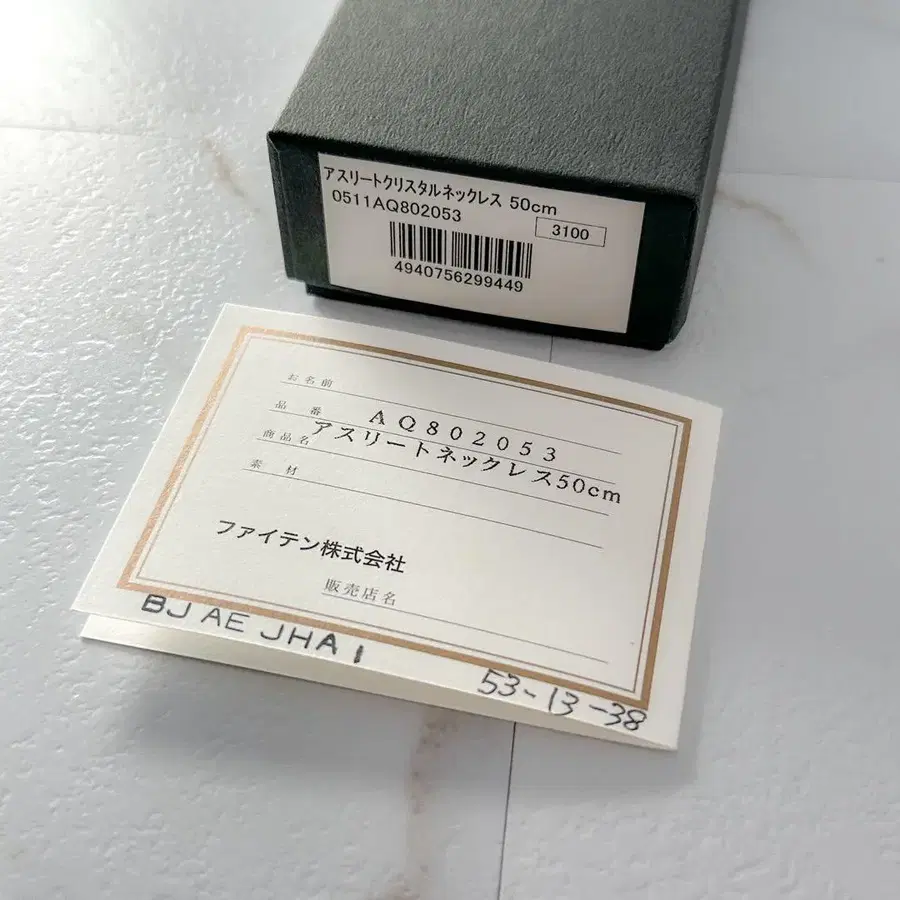 アスリートクリスタルネックレス 50cm
0511AQ802053
3100
4940756299449
お名前
品番 AQ802053
商品名 アスリートネックレス50cm
素材
ファイテン株式会社
販売店名
BJ AE JHA 1
53-13-38